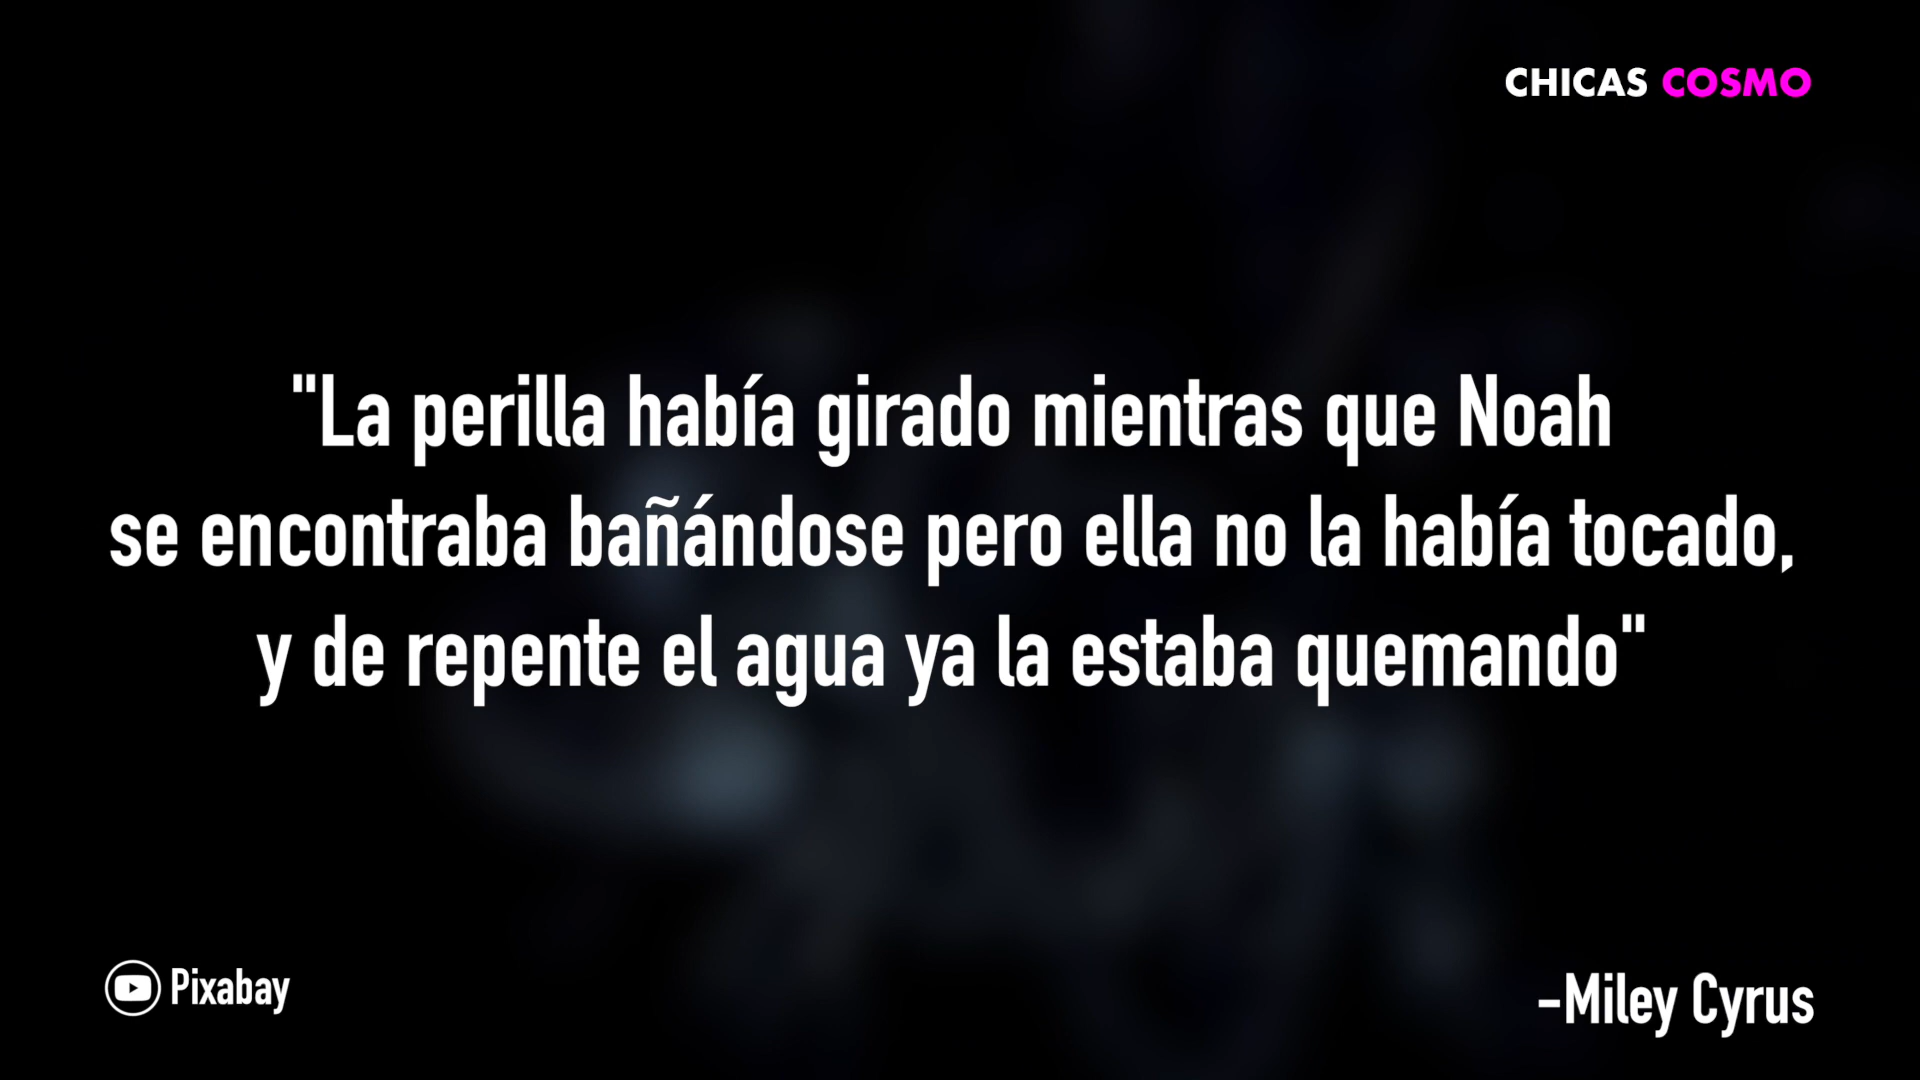 CHICAS COSMO
"La perilla había girado mientras que Noah
se encontraba bañándose pero ella no la había tocado,
y de repente el agua ya la estaba quemando"
Pixabay
-Miley Cyrus